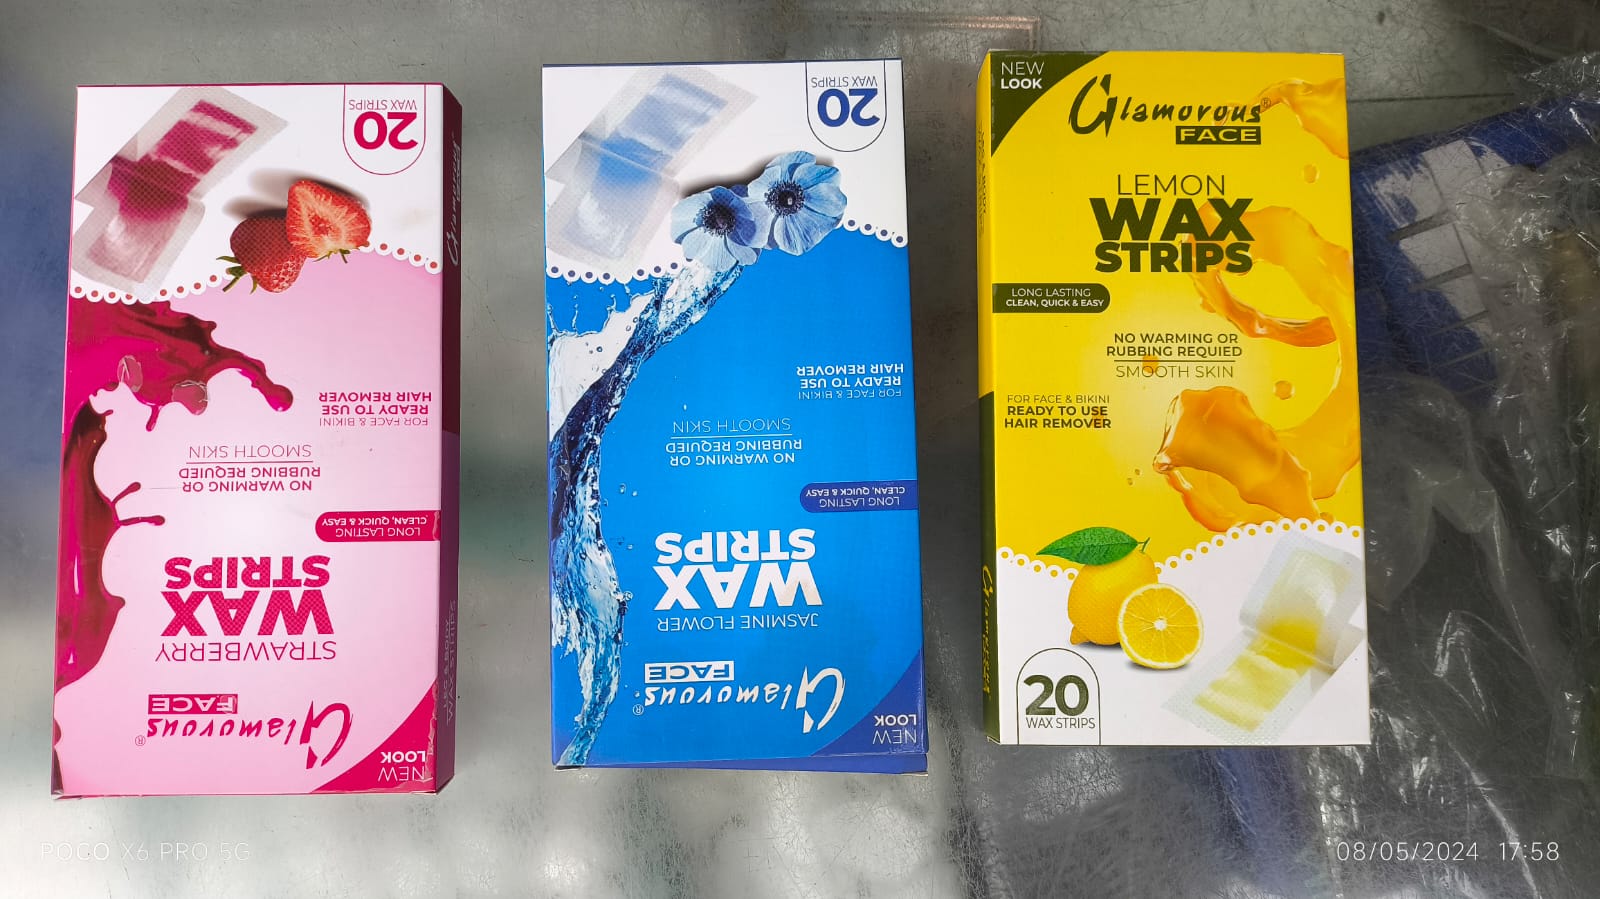 20
WAX STRIPS
FOR FACE & BIKINI
READY TO USE
HAIR REMOVER
NO WARMING OR
RUBBING REQUIED
SMOOTH SKIN
LONG LASTING
CLEAN, QUICK & EASY
STRAWBERRY
WAX
STRIPS
Glamorous®
FACE
NEW
LOOK
20
WAX STRIPS
FOR FACE & BIKINI
READY TO USE
HAIR REMOVER
NO WARMING OR
RUBBING REQUIED
SMOOTH SKIN
LONG LASTING
CLEAN, QUICK & EASY
JASMINE FLOWER
WAX
STRIPS
Glamorous®
FACE
NEW
LOOK
NEW
LOOK
Glamorous®
FACE
LEMON
WAX
STRIPS
LONG LASTING
CLEAN, QUICK & EASY
NO WARMING OR
RUBBING REQUIED
SMOOTH SKIN
FOR FACE & BIKINI
READY TO USE
HAIR REMOVER
20
WAX STRIPS
Glamorous
POCO X6 PRO 5G
08/05/2024 17:58